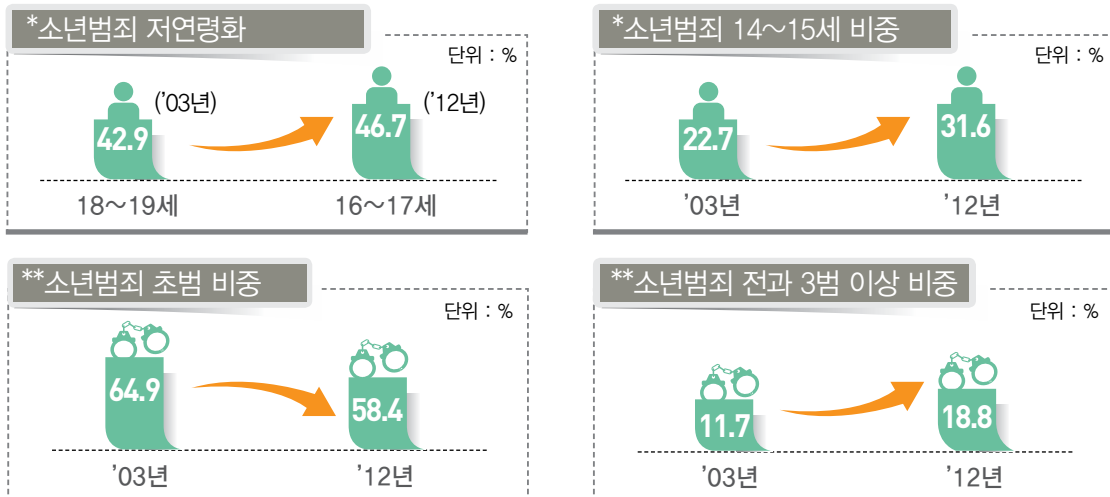 *소년범죄 저연령화
단위 : %
42.9
('03년)
46.7
('12년)
18~19세
16~17세
*소년범죄 14~15세 비중
단위 : %
22.7
31.6
'03년
'12년
**소년범죄 초범 비중
단위 : %
64.9
58.4
'03년
'12년
**소년범죄 전과 3범 이상 비중
단위 : %
11.7
18.8
'03년
'12년